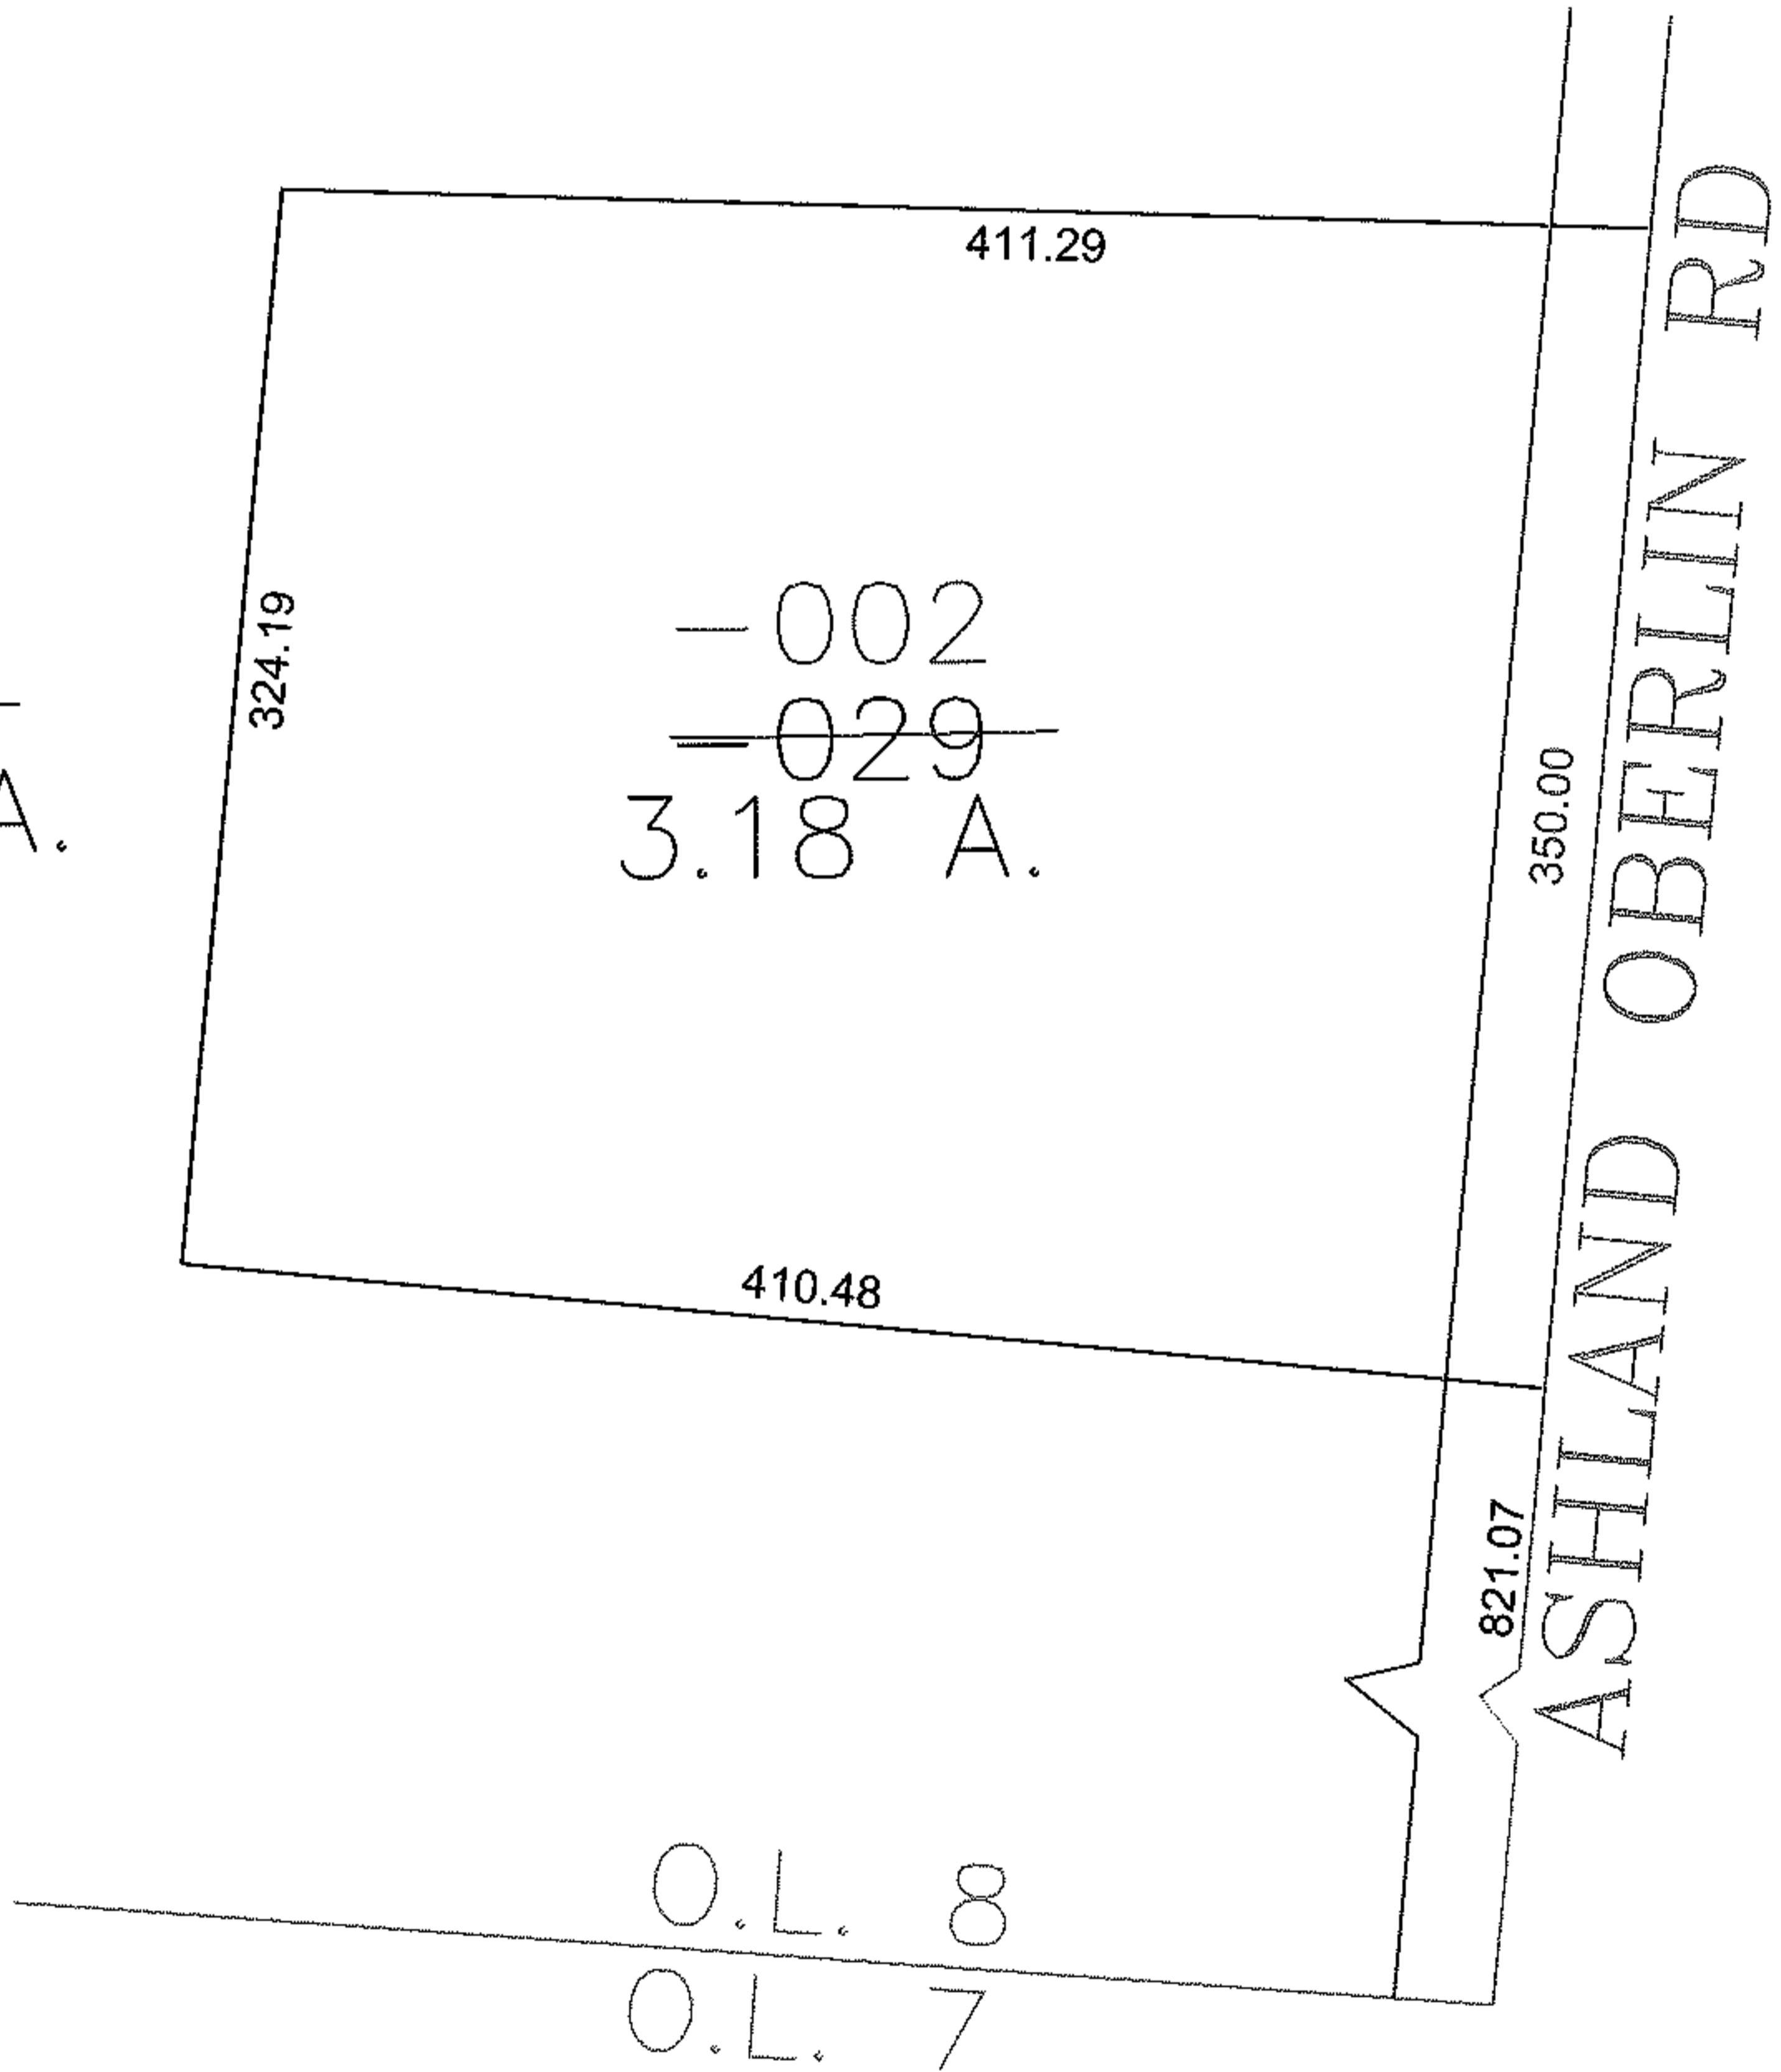 411.29
324.19
-002
-029
3.18 A.
A.
350.00
ASHLAND OBERLIN RD
410.48
821.07
O.L. 8
O.L. 7